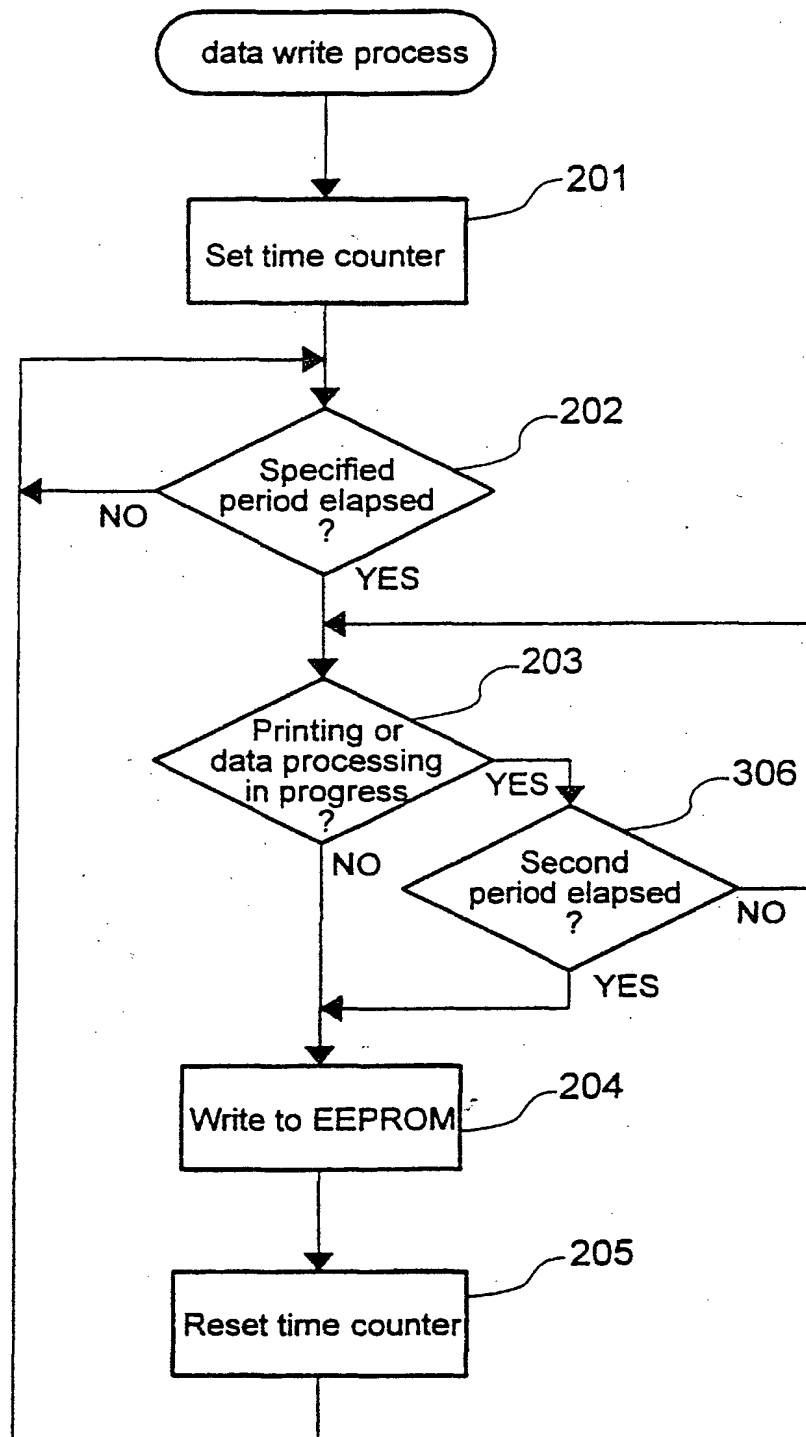 data write process
201
Set time counter
202
Specified
period elapsed
?
NO
YES
203
Printing or
data processing
in progress
?
YES
306
NO
Second
period elapsed
?
NO
YES
204
Write to EEPROM
205
Reset time counter